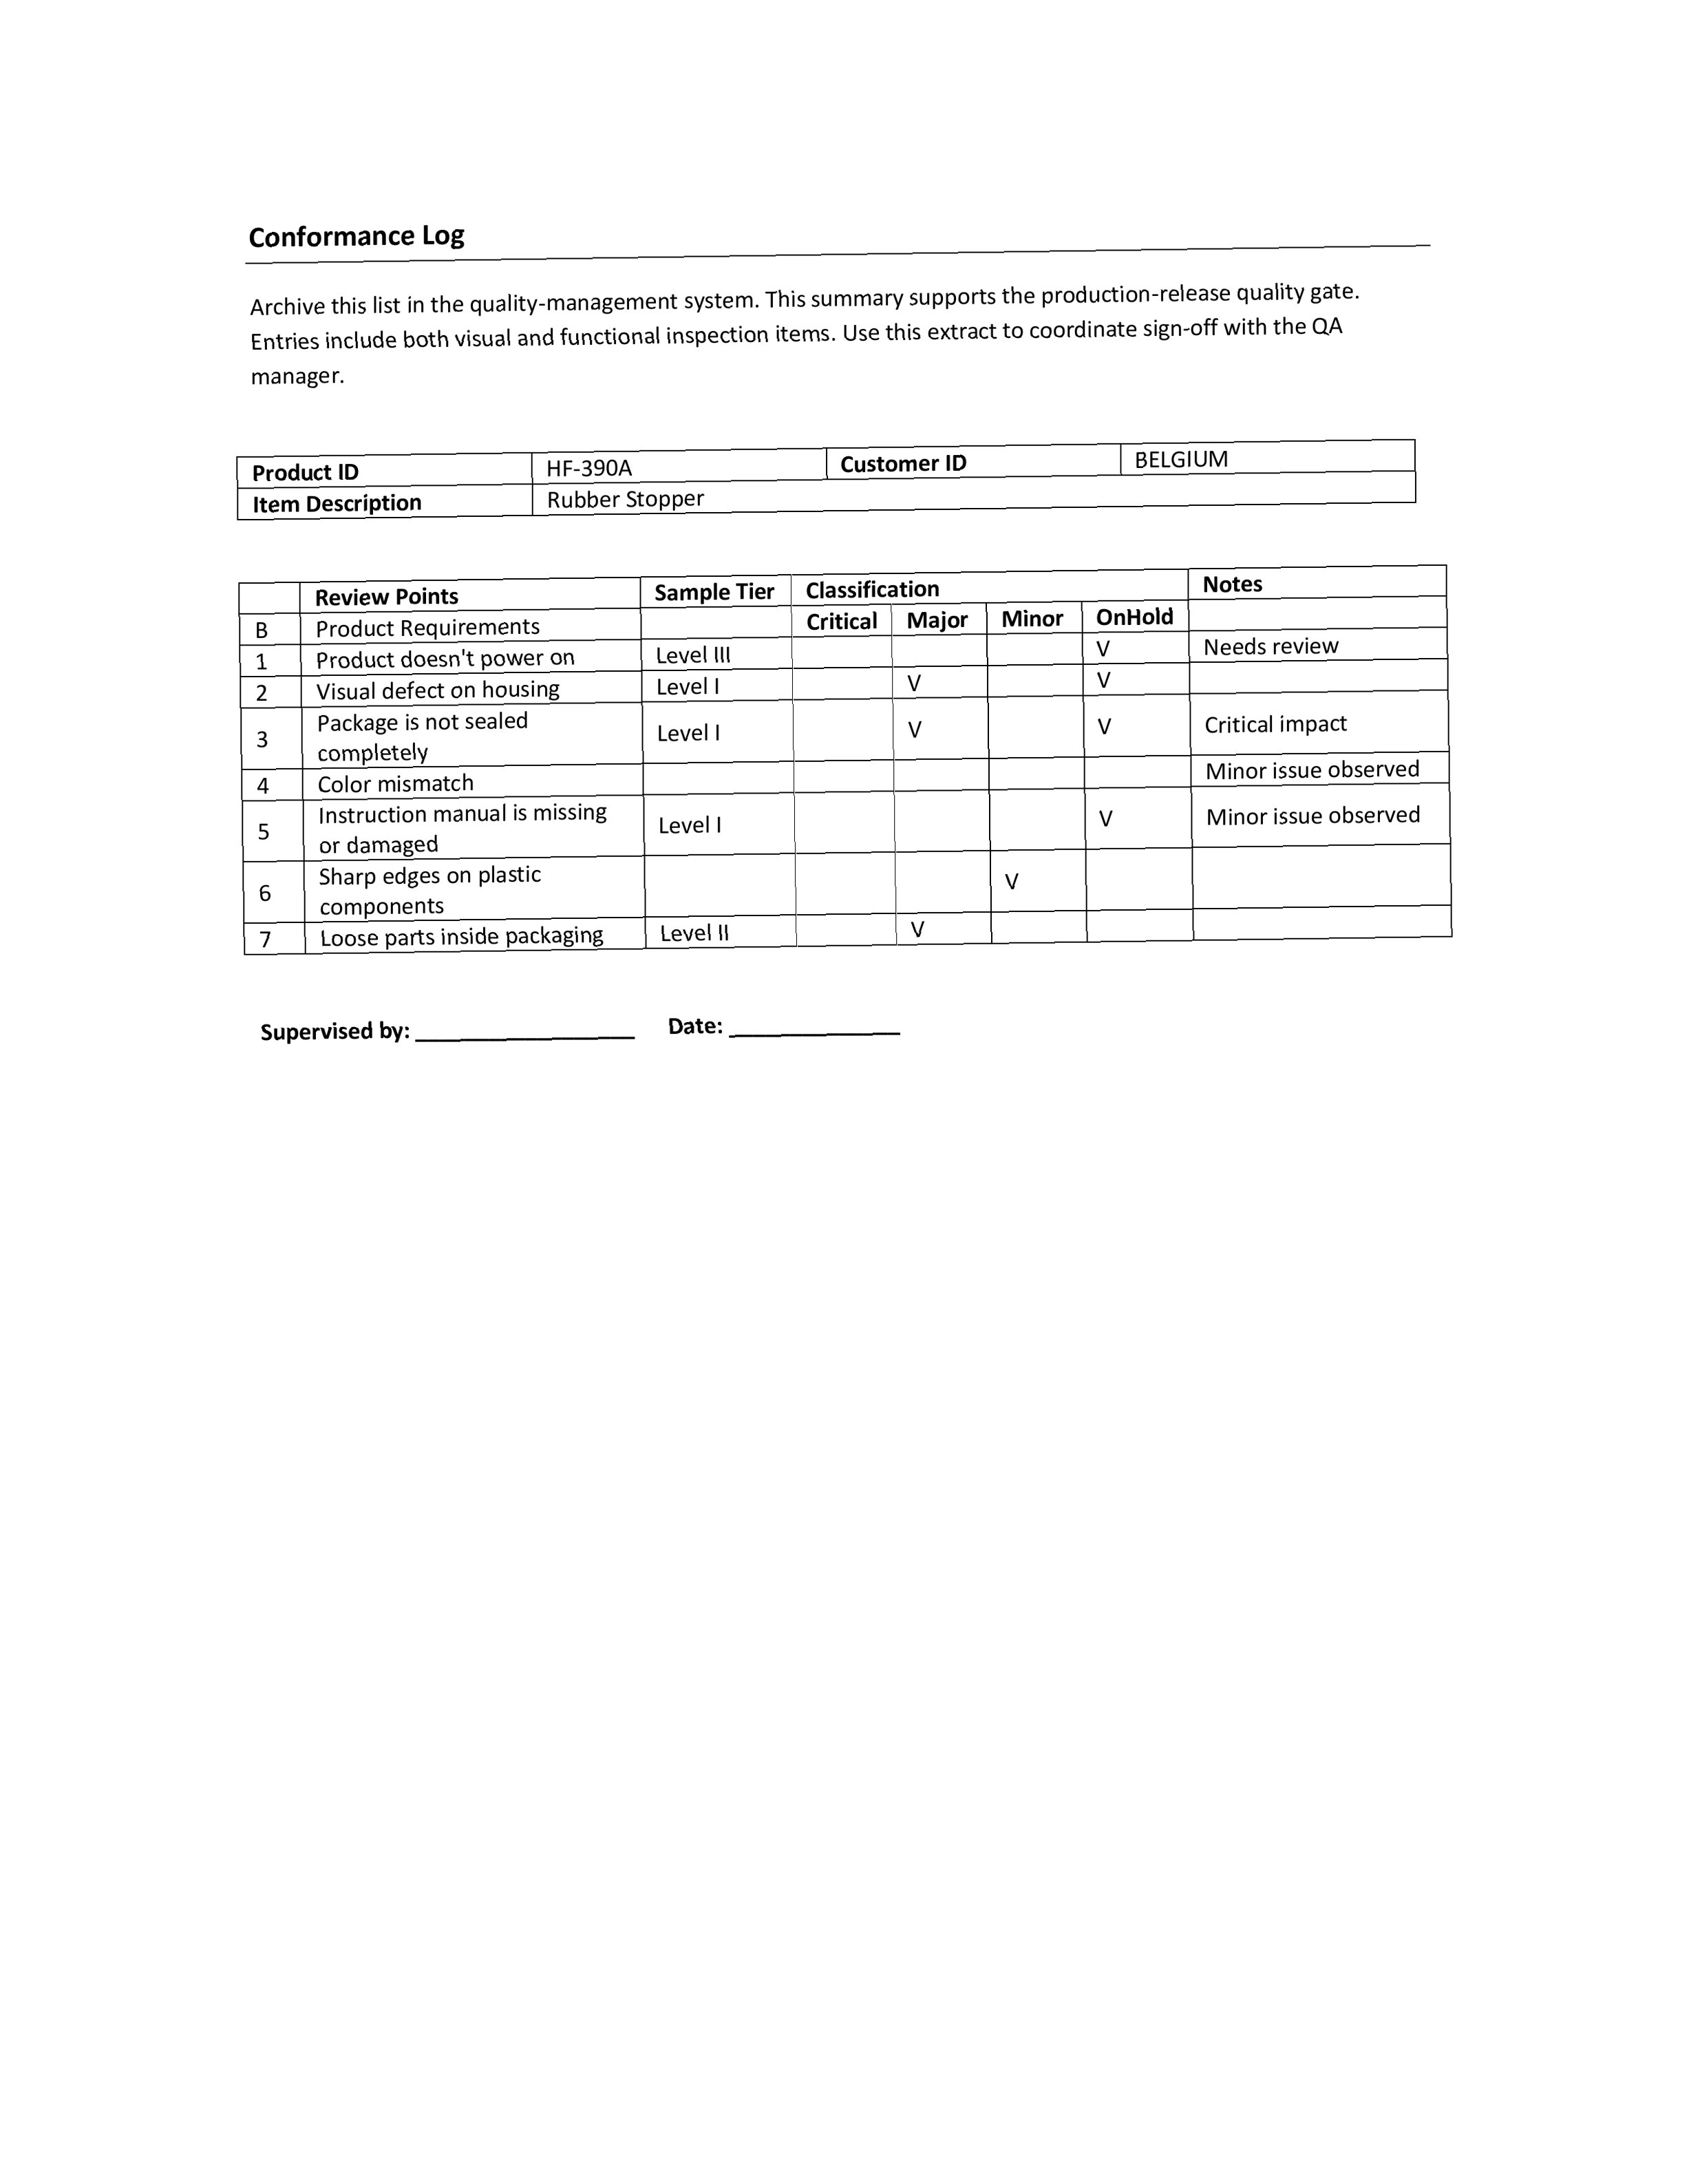 Conformance Log
Archive this list in the quality-management system. This summary supports the production-release quality gate.
Entries include both visual and functional inspection items. Use this extract to coordinate sign-off with the QA
manager.
Product ID HF-390A Customer ID BELGIUM
Item Description Rubber Stopper
Review Points Sample Tier Classification Notes
B Product Requirements Critical Major Minor OnHold
1 Product doesn't power on Level III V Needs review
2 Visual defect on housing Level I V V
3 Package is not sealed
completely Level I V V Critical impact
4 Color mismatch Minor issue observed
5 Instruction manual is missing
or damaged Level I V Minor issue observed
6 Sharp edges on plastic
components V
7 Loose parts inside packaging Level II V
Supervised by: _________________ Date: _____________